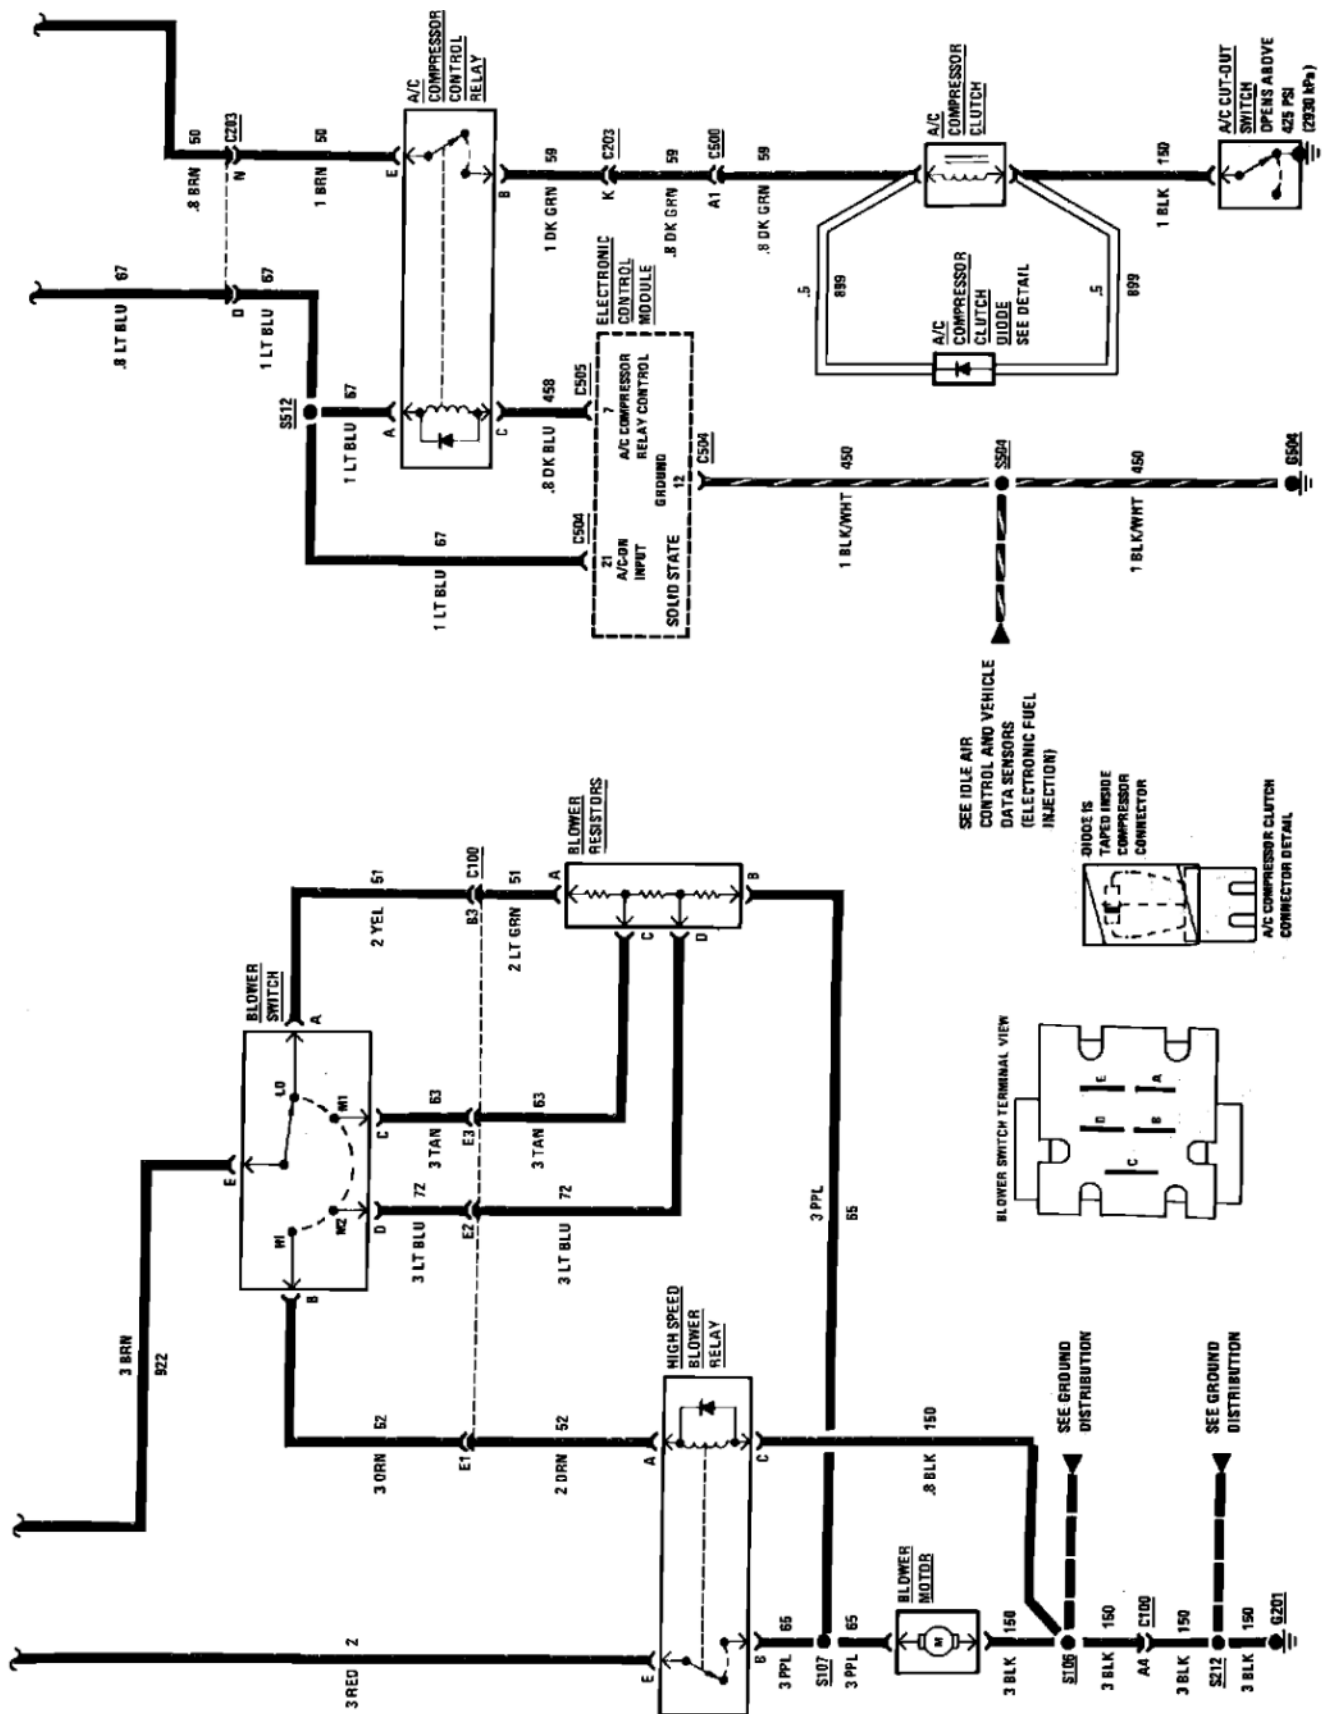 3 RED 2
3 BRN
922
BLOWER
SWITCH
E
HI
LO
M2
M1
B
D
C
A
3 ORN 52
3 LT BLU 72
3 TAN 63
2 YEL 51
E1
E2
E3
B3 C100
2 ORN 52
3 LT BLU 72
3 TAN 63
2 LT GRN 51
BLOWER
RESISTORS
A
C
D
B
HIGH SPEED
BLOWER
RELAY
E
A
B
C
3 PPL
65
3 PPL 65
S107
3 PPL 65
.8 BLK 150
BLOWER
MOTOR
M
3 BLK 150
S106
SEE GROUND
DISTRIBUTION
3 BLK 150
A4 C100
3 BLK 150
S212
SEE GROUND
DISTRIBUTION
3 BLK 150
G201
BLOWER SWITCH TERMINAL VIEW
C
D
E
B
A
DIODE IS
TAPED INSIDE
COMPRESSOR
CONNECTOR
A/C COMPRESSOR CLUTCH
CONNECTOR DETAIL
.8 LT BLU 67
.8 BRN 50
D
N C203
1 LT BLU 67
1 BRN 50
S512
1 LT BLU 67
A/C
COMPRESSOR
CONTROL
RELAY
A
E
C
B
1 LT BLU 67
.8 DK BLU 458
1 DK GRN 59
C504
C505
K C203
ELECTRONIC
CONTROL
MODULE
21
A/C-ON
INPUT
7
A/C COMPRESSOR
RELAY CONTROL
GROUND
12
SOLID STATE
C504
.8 DK GRN 59
A1 C500
.8 DK GRN 59
1 BLK/WHT 450
S504
SEE IDLE AIR
CONTROL AND VEHICLE
DATA SENSORS
(ELECTRONIC FUEL
INJECTION)
1 BLK/WHT 450
G504
.5
899
A/C
COMPRESSOR
CLUTCH
DIODE
SEE DETAIL
.5
899
A/C
COMPRESSOR
CLUTCH
1 BLK 150
A/C CUT-OUT
SWITCH
OPENS ABOVE
425 PSI
(2930 kPa)